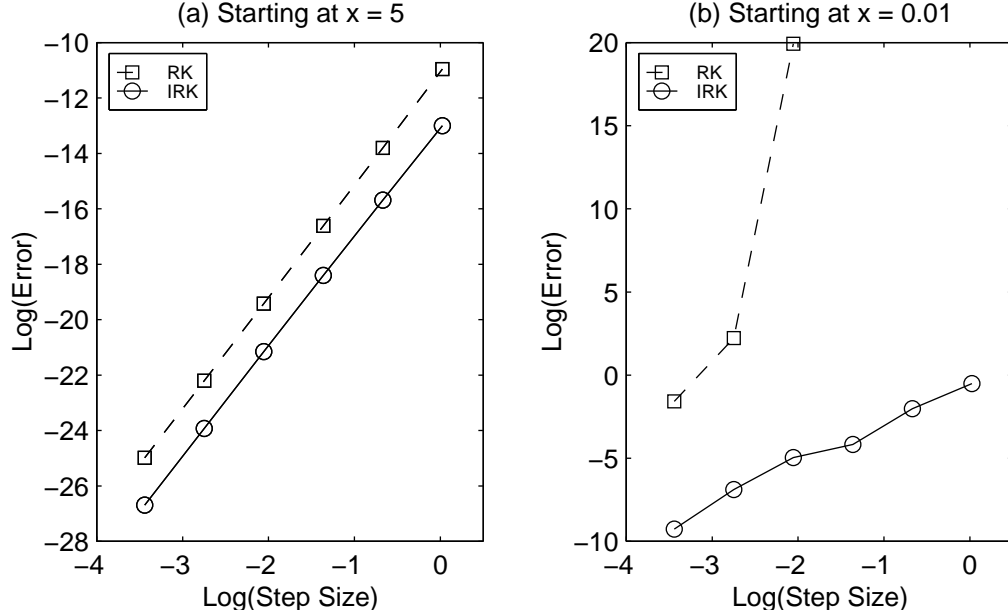 (a) Starting at x = 5
−10
−12
−14
−16
−18
−20
−22
−24
−26
−28
RK
IRK
Log(Error)
−4
−3
−2
−1
0
Log(Step Size)
(b) Starting at x = 0.01
20
15
10
5
0
−5
−10
RK
IRK
Log(Error)
−4
−3
−2
−1
0
Log(Step Size)